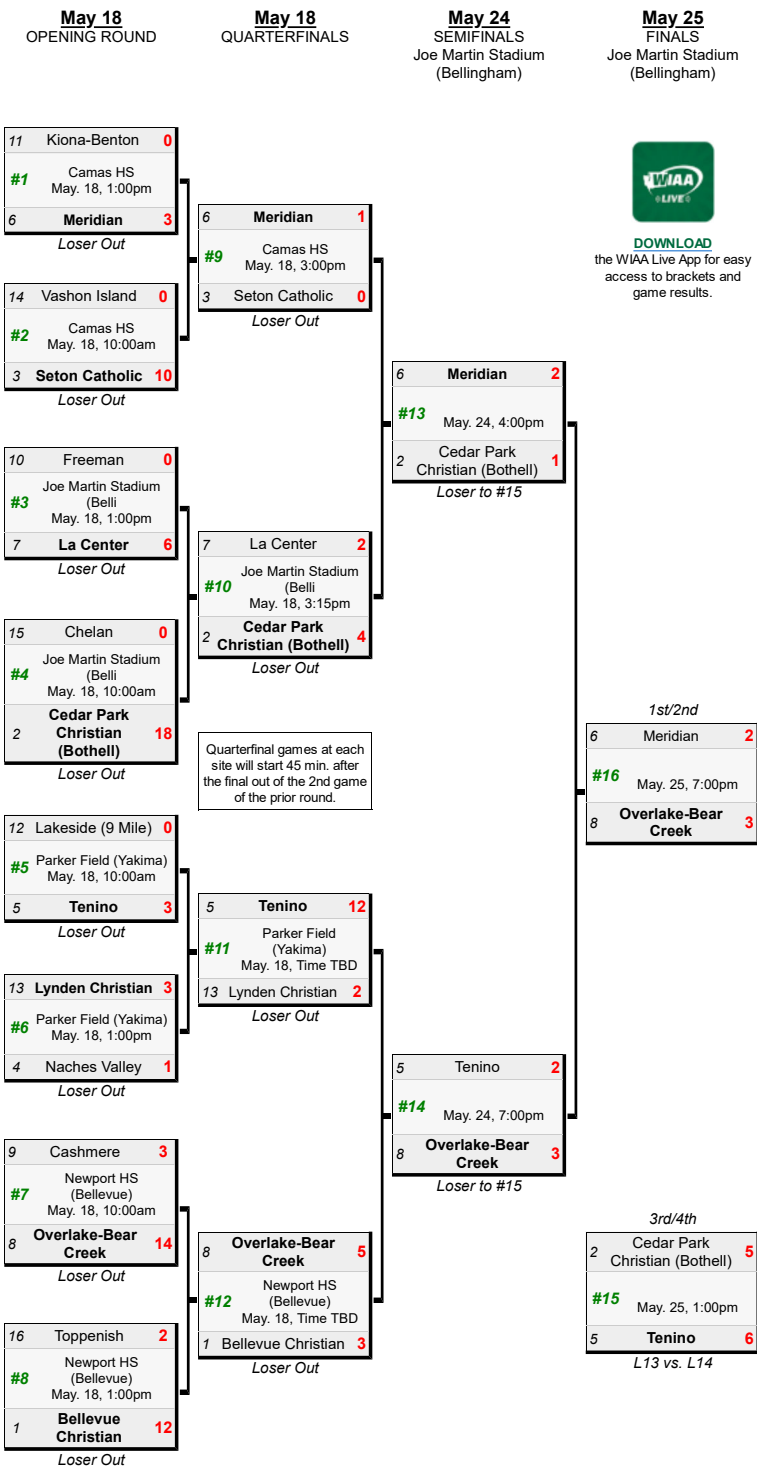 May 18
OPENING ROUND
May 18
QUARTERFINALS
May 24
SEMIFINALS
Joe Martin Stadium
(Bellingham)
May 25
FINALS
Joe Martin Stadium
(Bellingham)
11 Kiona-Benton 0
#1 Camas HS
May. 18, 1:00pm
6 Meridian 3
Loser Out
14 Vashon Island 0
#2 Camas HS
May. 18, 10:00am
3 Seton Catholic 10
Loser Out
10 Freeman 0
#3 Joe Martin Stadium
(Belli
May. 18, 1:00pm
7 La Center 6
Loser Out
15 Chelan 0
#4 Joe Martin Stadium
(Belli
May. 18, 10:00am
2 Cedar Park
Christian
(Bothell) 18
Loser Out
12 Lakeside (9 Mile) 0
#5 Parker Field (Yakima)
May. 18, 10:00am
5 Tenino 3
Loser Out
13 Lynden Christian 3
#6 Parker Field (Yakima)
May. 18, 1:00pm
4 Naches Valley 1
Loser Out
9 Cashmere 3
#7 Newport HS
(Bellevue)
May. 18, 10:00am
8 Overlake-Bear
Creek 14
Loser Out
16 Toppenish 2
#8 Newport HS
(Bellevue)
May. 18, 1:00pm
1 Bellevue
Christian 12
Loser Out
6 Meridian 1
#9 Camas HS
May. 18, 3:00pm
3 Seton Catholic 0
Loser Out
7 La Center 2
#10 Joe Martin Stadium
(Belli
May. 18, 3:15pm
2 Cedar Park
Christian (Bothell) 4
Loser Out
Quarterfinal games at each
site will start 45 min. after
the final out of the 2nd game
of the prior round.
5 Tenino 12
#11 Parker Field
(Yakima)
May. 18, Time TBD
13 Lynden Christian 2
Loser Out
8 Overlake-Bear
Creek 5
#12 Newport HS
(Bellevue)
May. 18, Time TBD
1 Bellevue Christian 3
Loser Out
6 Meridian 2
#13 May. 24, 4:00pm
2 Cedar Park
Christian (Bothell) 1
Loser to #15
5 Tenino 2
#14 May. 24, 7:00pm
8 Overlake-Bear
Creek 3
Loser to #15
WIAA
LIVE
DOWNLOAD
the WIAA Live App for easy
access to brackets and
game results.
1st/2nd
6 Meridian 2
#16 May. 25, 7:00pm
8 Overlake-Bear
Creek 3
3rd/4th
2 Cedar Park
Christian (Bothell) 5
#15 May. 25, 1:00pm
5 Tenino 6
L13 vs. L14